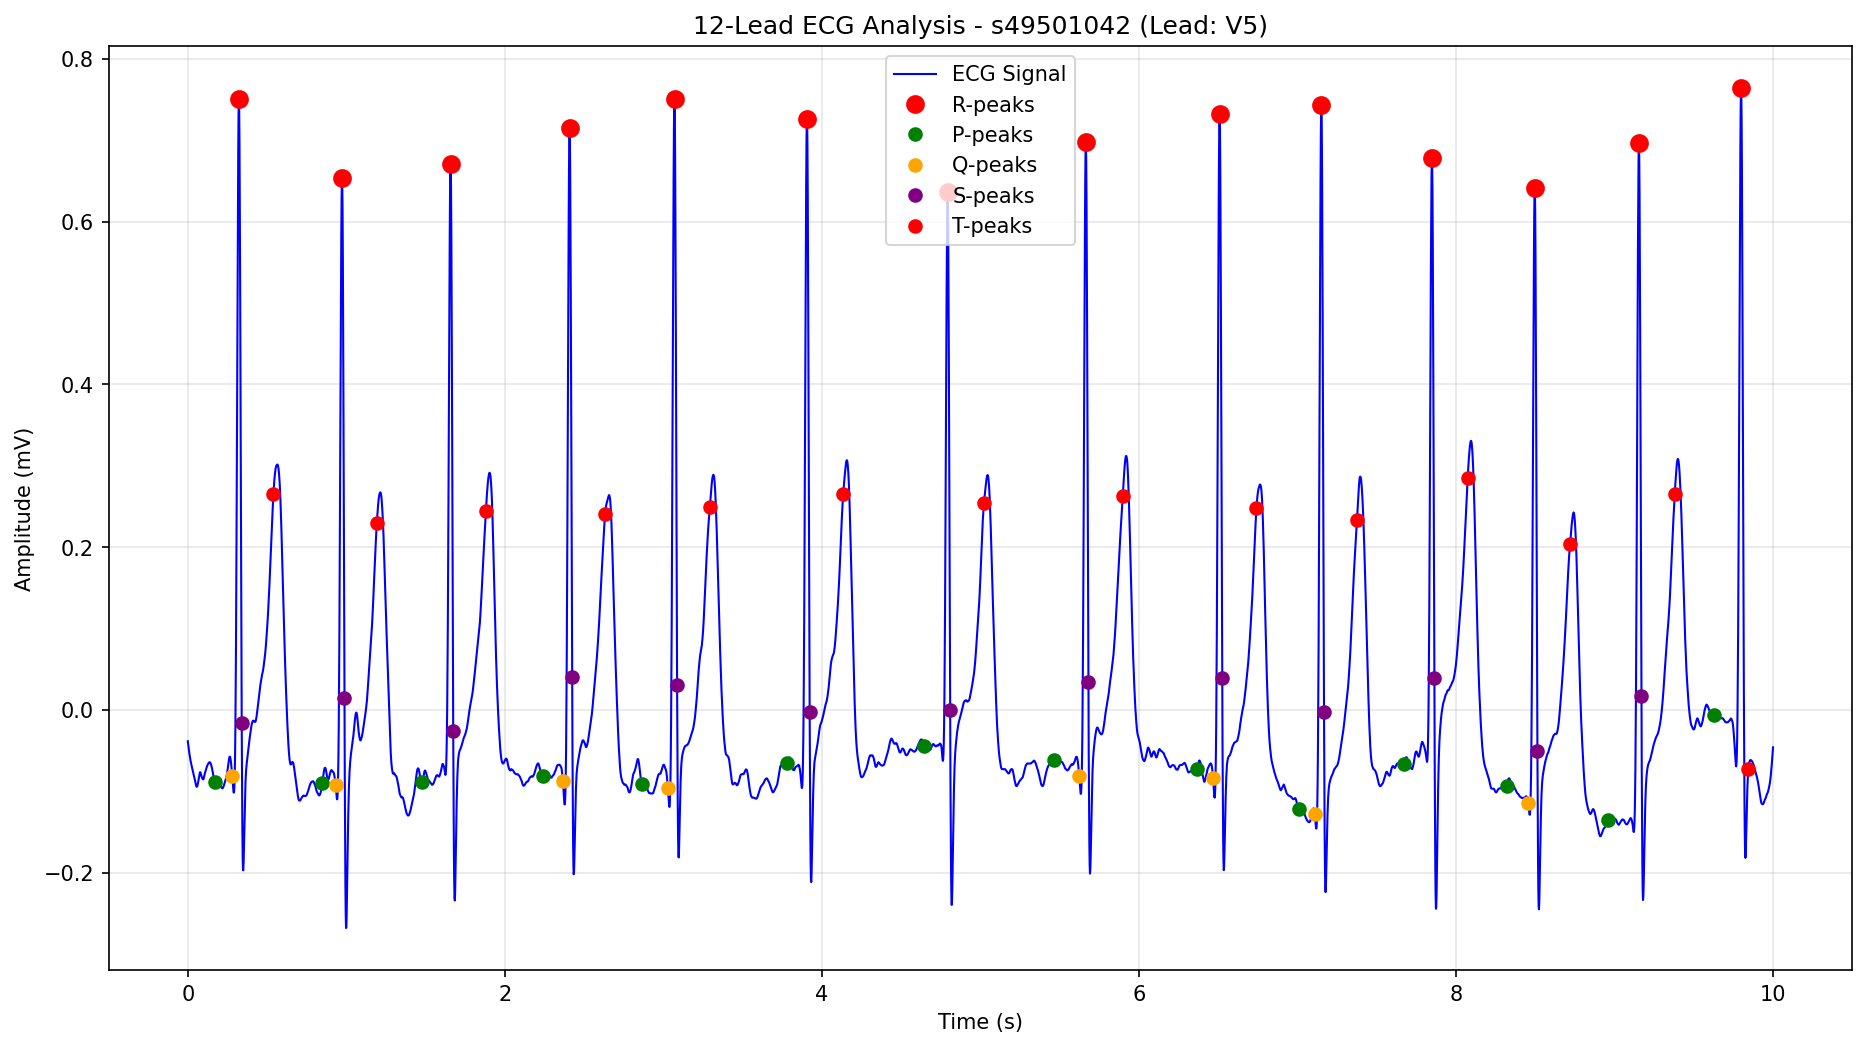 12-Lead ECG Analysis - s49501042 (Lead: V5)
ECG Signal
R-peaks
P-peaks
Q-peaks
S-peaks
T-peaks
Amplitude (mV)
0.8
0.6
0.4
0.2
0.0
−0.2
0 2 4 6 8 10
Time (s)